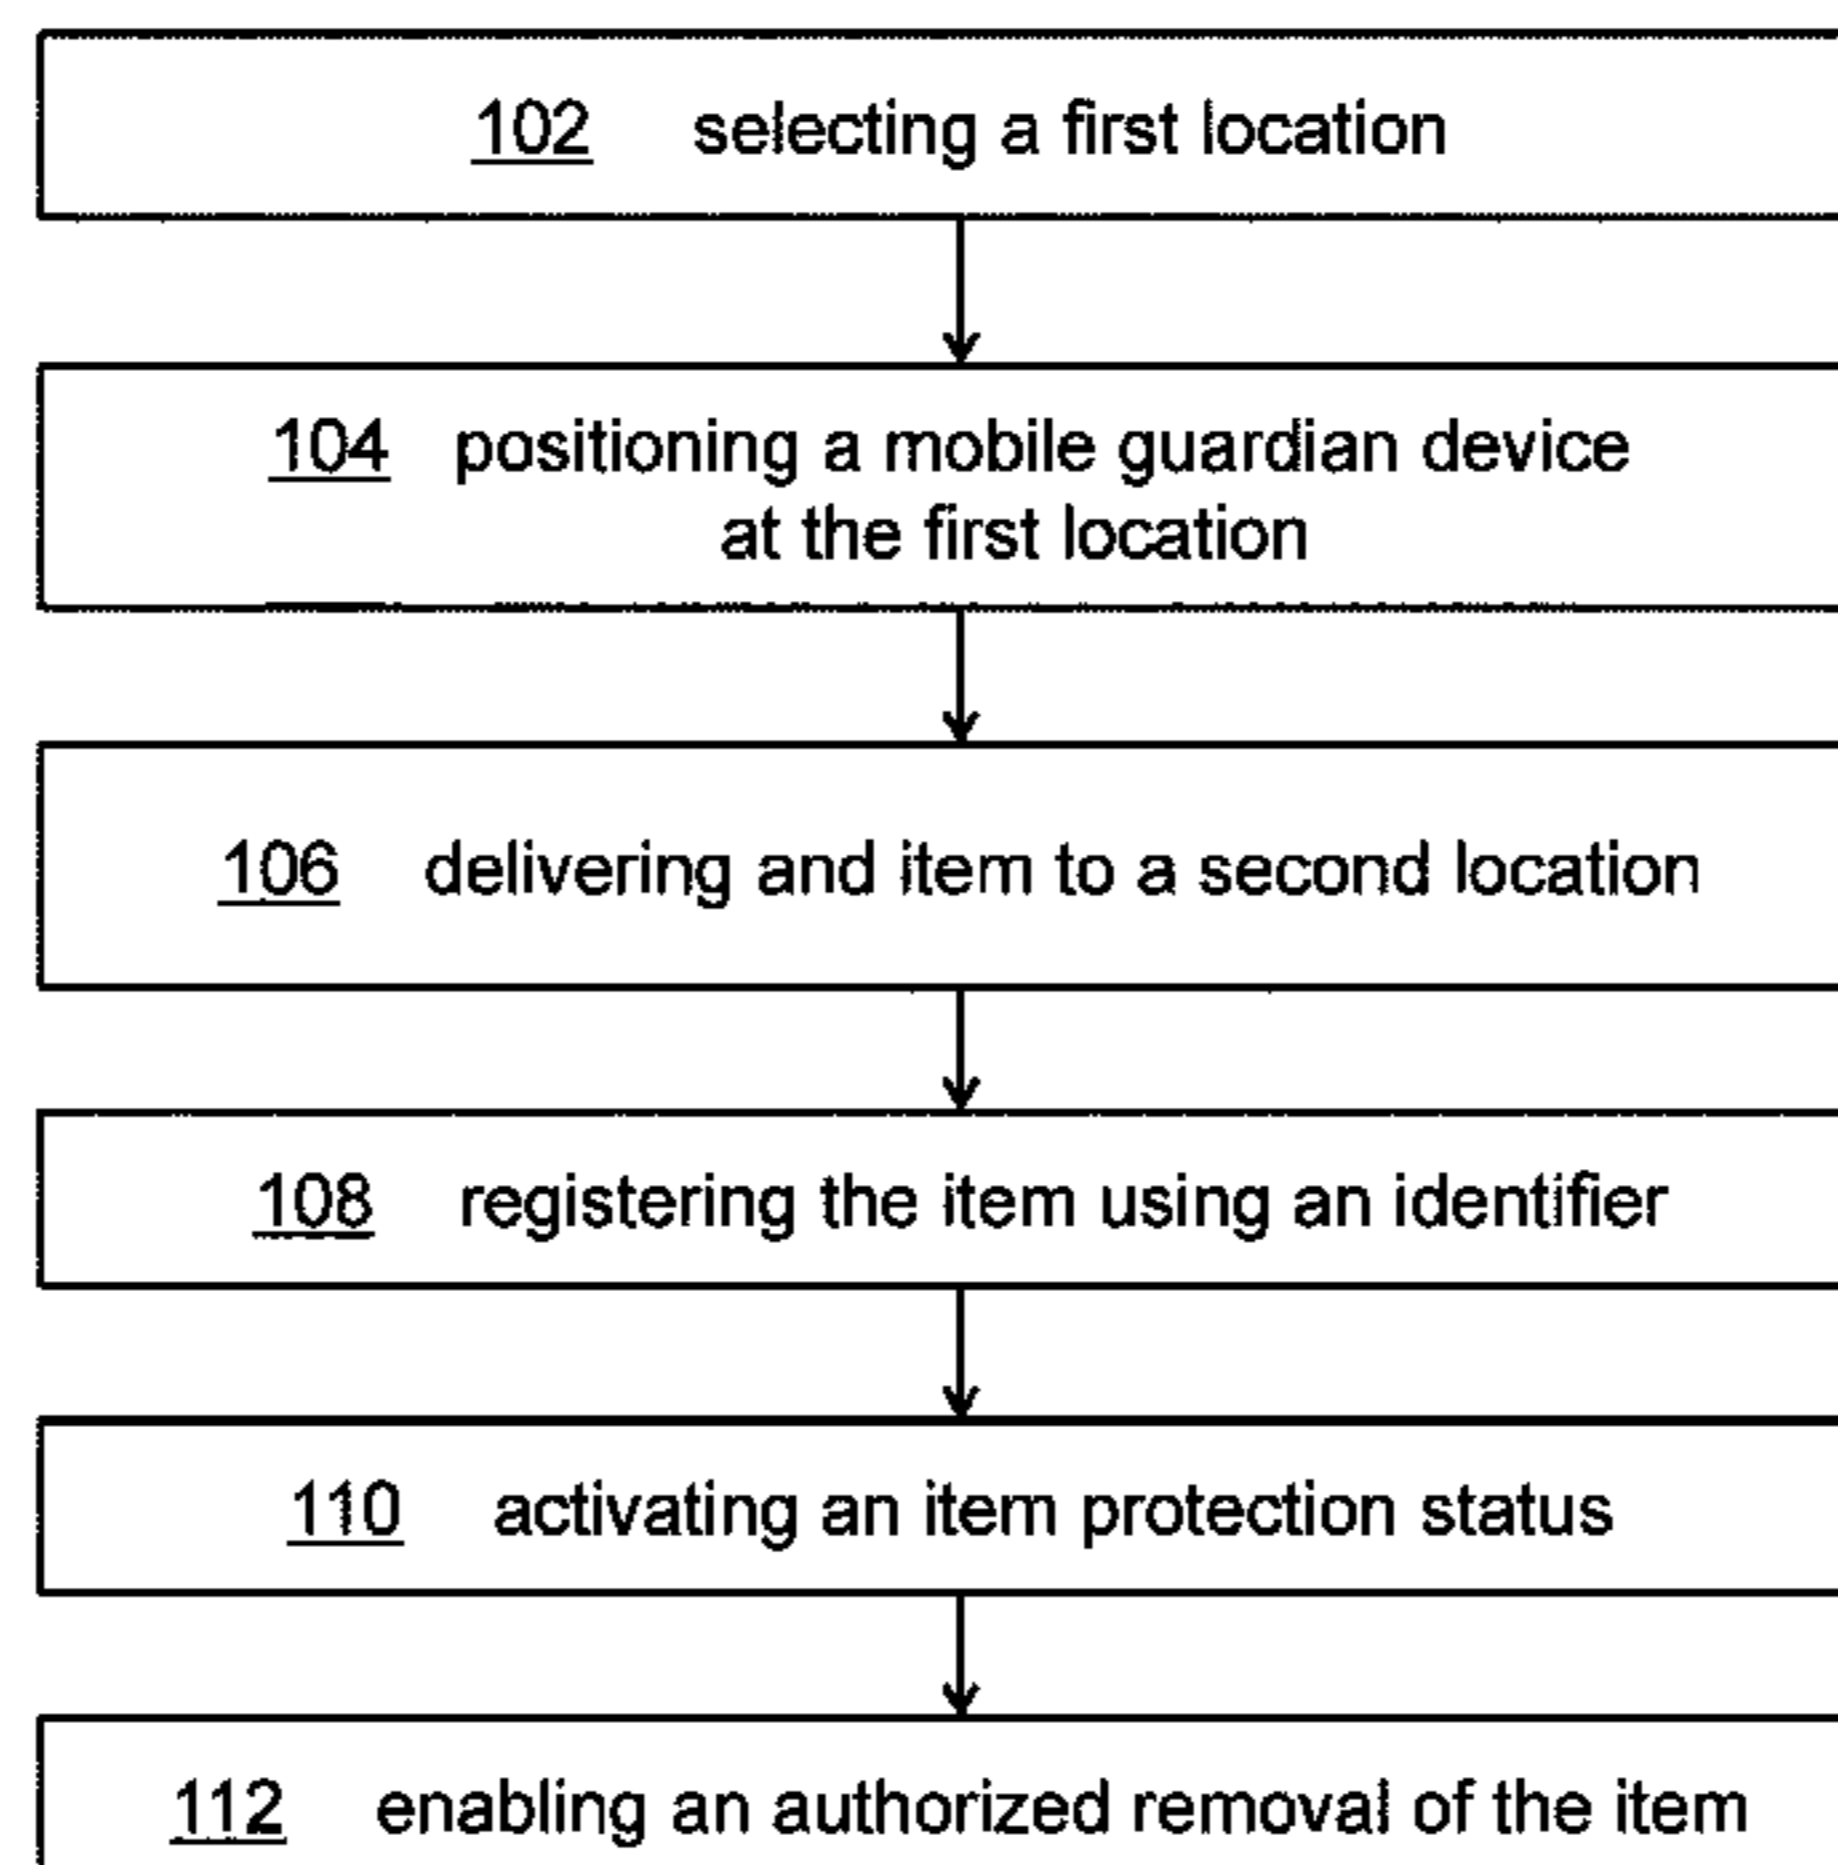 102 selecting a first location
104 positioning a mobile guardian device
at the first location
106 delivering and item to a second location
108 registering the item using an identifier
110 activating an item protection status
112 enabling an authorized removal of the item